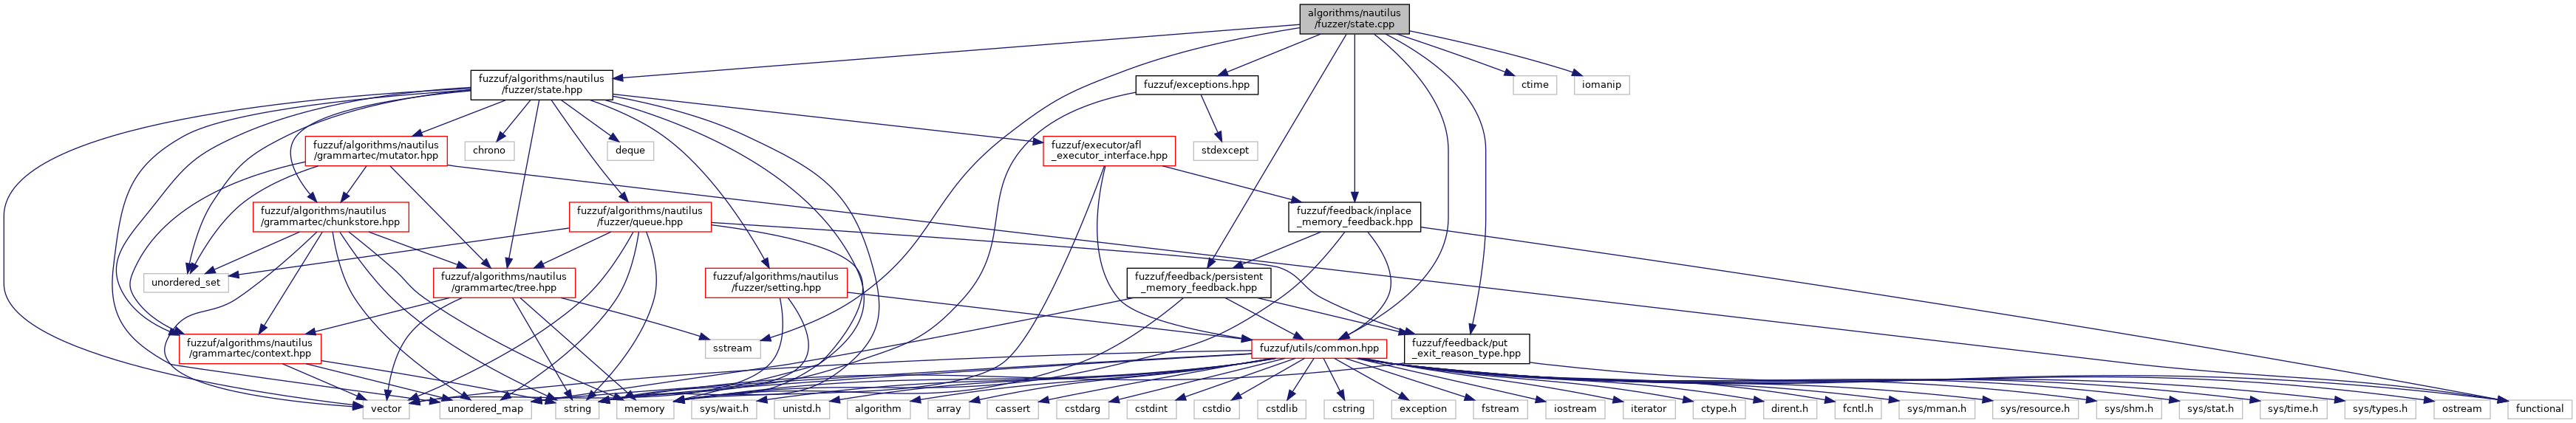 algorithms/nautilus
/fuzzer/state.cpp
fuzzuf/algorithms/nautilus
/fuzzer/state.hpp
fuzzuf/exceptions.hpp
ctime
iomanip
fuzzuf/algorithms/nautilus
/grammartec/mutator.hpp
chrono
deque
fuzzuf/executor/afl
_executor_interface.hpp
stdexcept
fuzzuf/algorithms/nautilus
/grammartec/chunkstore.hpp
fuzzuf/algorithms/nautilus
/fuzzer/queue.hpp
fuzzuf/feedback/inplace
_memory_feedback.hpp
unordered_set
fuzzuf/algorithms/nautilus
/grammartec/tree.hpp
fuzzuf/algorithms/nautilus
/fuzzer/setting.hpp
fuzzuf/feedback/persistent
_memory_feedback.hpp
fuzzuf/algorithms/nautilus
/grammartec/context.hpp
sstream
fuzzuf/utils/common.hpp
fuzzuf/feedback/put
_exit_reason_type.hpp
vector
unordered_map
string
memory
sys/wait.h
unistd.h
algorithm
array
cassert
cstdarg
cstdint
cstdio
cstdlib
cstring
exception
fstream
iostream
iterator
ctype.h
dirent.h
fcntl.h
sys/mman.h
sys/resource.h
sys/shm.h
sys/stat.h
sys/time.h
sys/types.h
ostream
functional